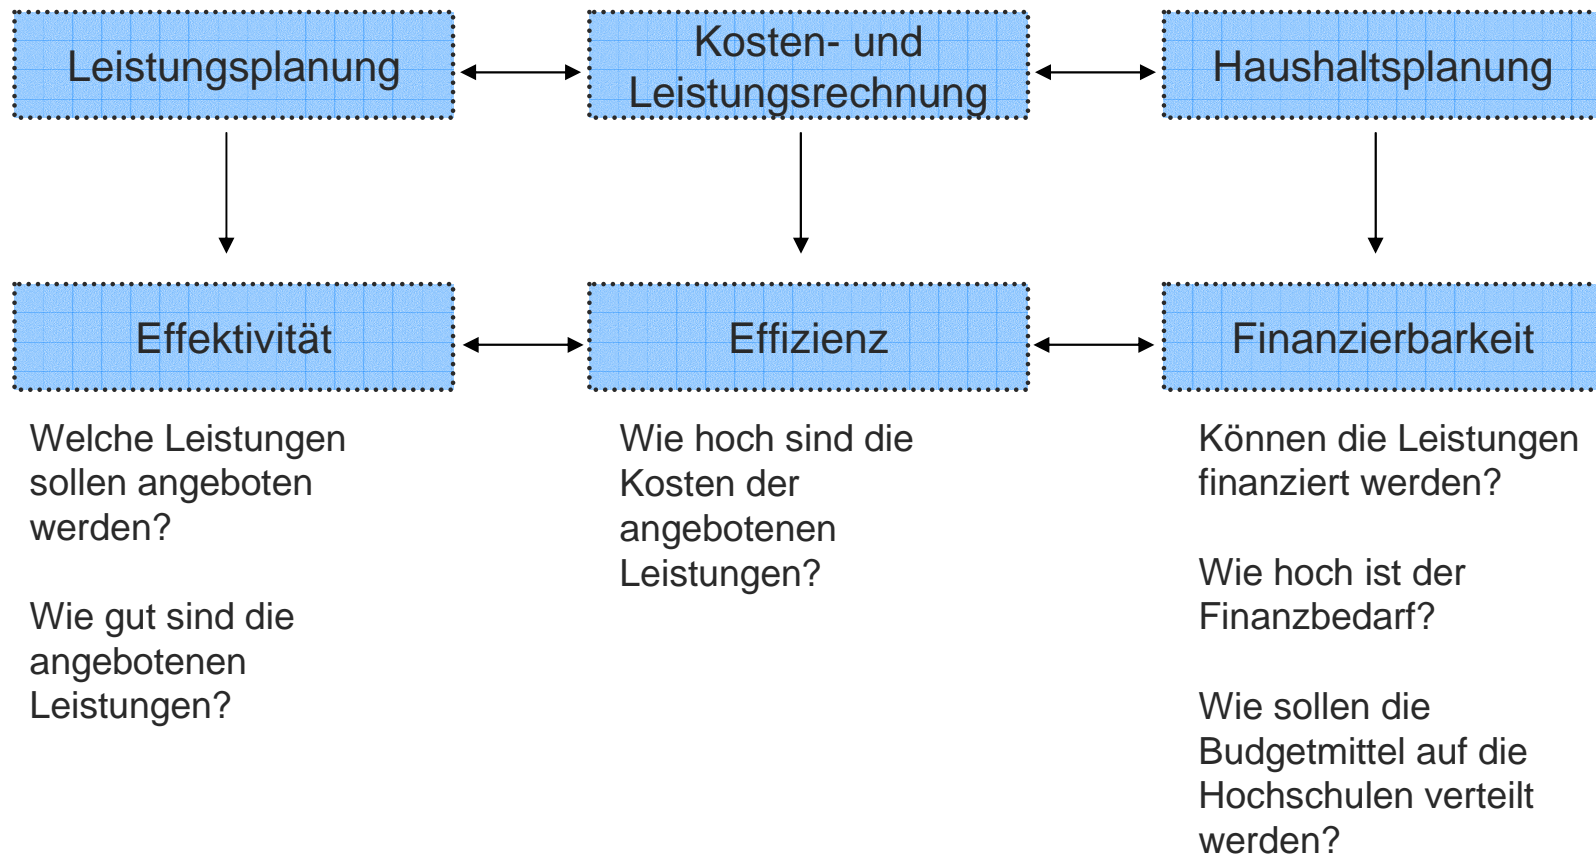 Leistungsplanung
Kosten- und
Leistungsrechnung
Haushaltsplanung
Effektivität
Effizienz
Finanzierbarkeit
Welche Leistungen
sollen angeboten
werden?
Wie gut sind die
angebotenen
Leistungen?
Wie hoch sind die
Kosten der
angebotenen
Leistungen?
Können die Leistungen
finanziert werden?
Wie hoch ist der
Finanzbedarf?
Wie sollen die
Budgetmittel auf die
Hochschulen verteilt
werden?